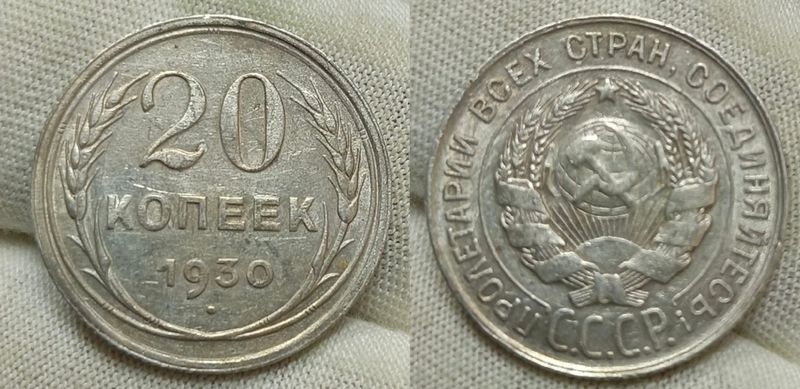 20
КОПЕЕК
1930
ПРОЛЕТАРИИ ВСЕХ СТРАН, СОЕДИНЯЙТЕСЬ!
С.С.С.Р.